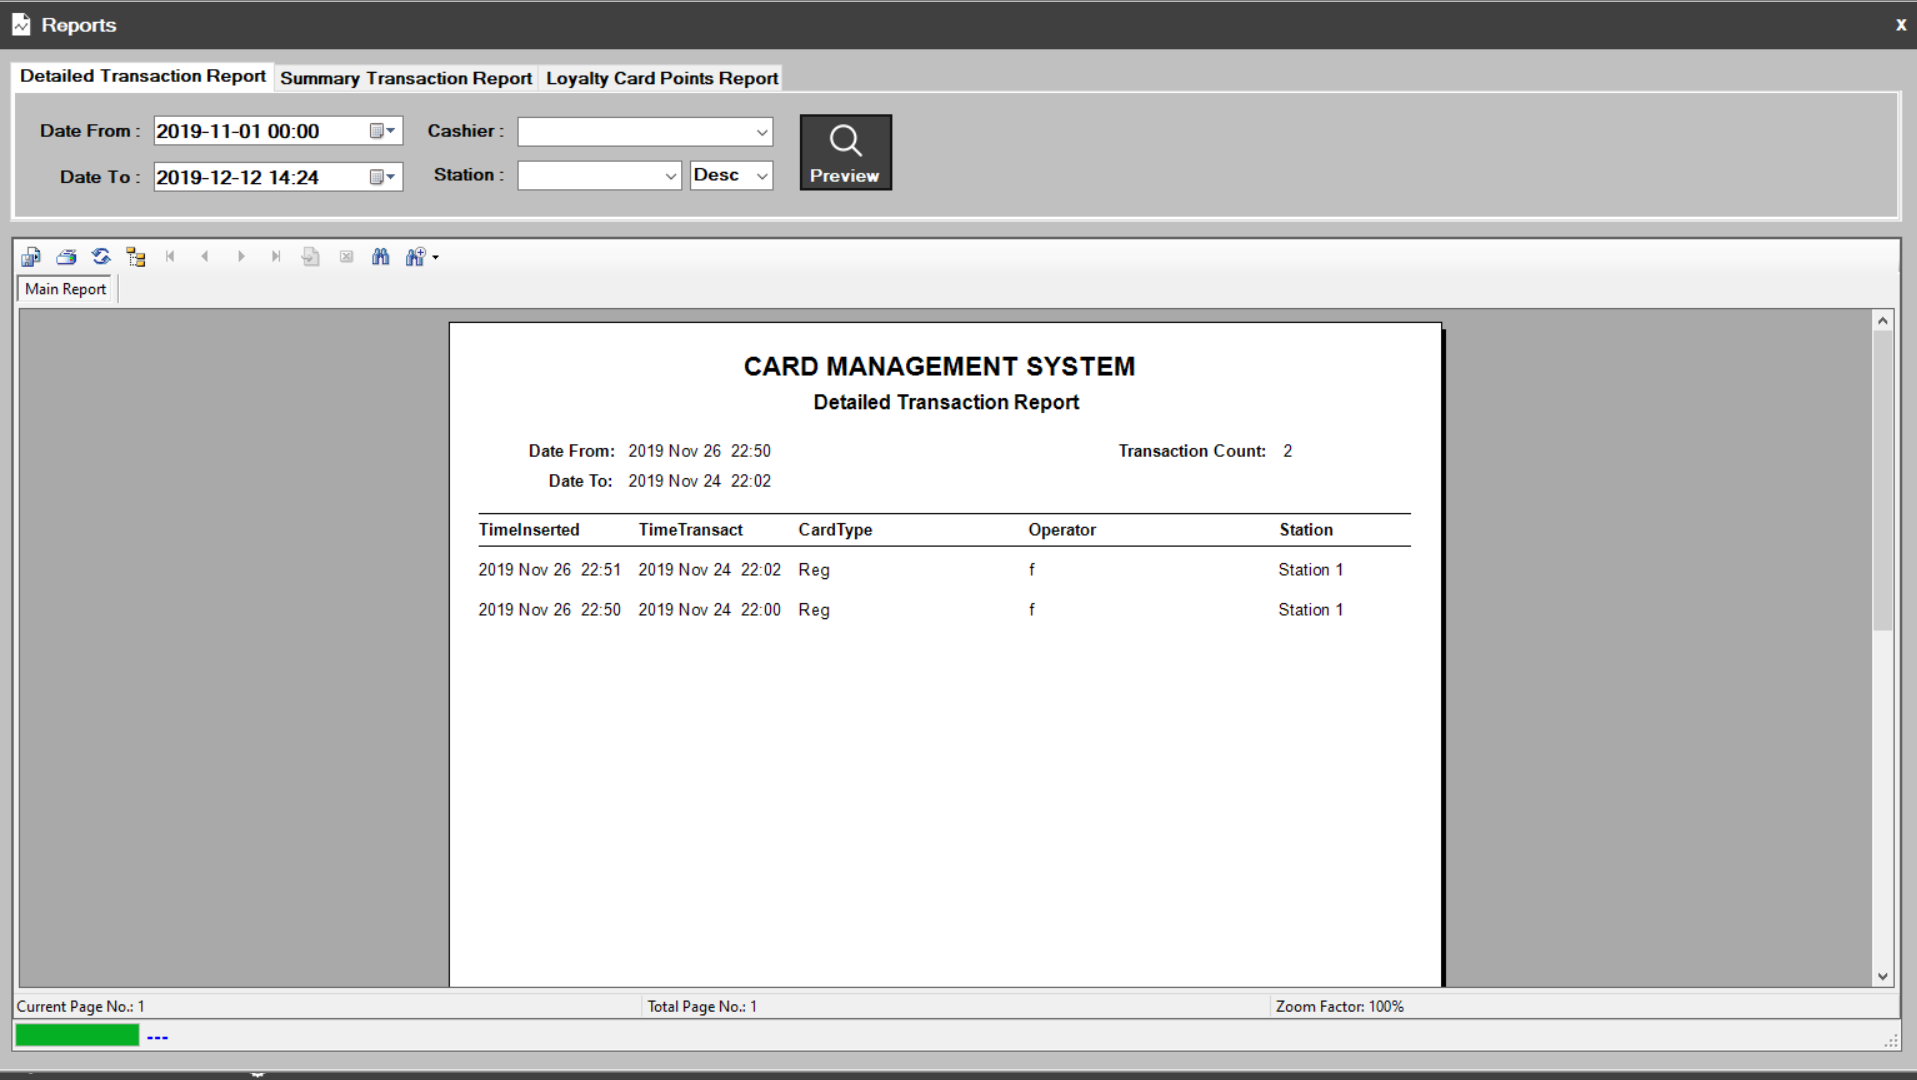 Reports x
Detailed Transaction Report Summary Transaction Report Loyalty Card Points Report
Date From : 2019-11-01 00:00 Cashier :
Date To : 2019-12-12 14:24 Station : Desc Preview
Main Report
CARD MANAGEMENT SYSTEM
Detailed Transaction Report
Date From: 2019 Nov 26 22:50 Transaction Count: 2
Date To: 2019 Nov 24 22:02
TimeInserted TimeTransact CardType Operator Station
2019 Nov 26 22:51 2019 Nov 24 22:02 Reg f Station 1
2019 Nov 26 22:50 2019 Nov 24 22:00 Reg f Station 1
Current Page No.: 1 Total Page No.: 1 Zoom Factor: 100%
---